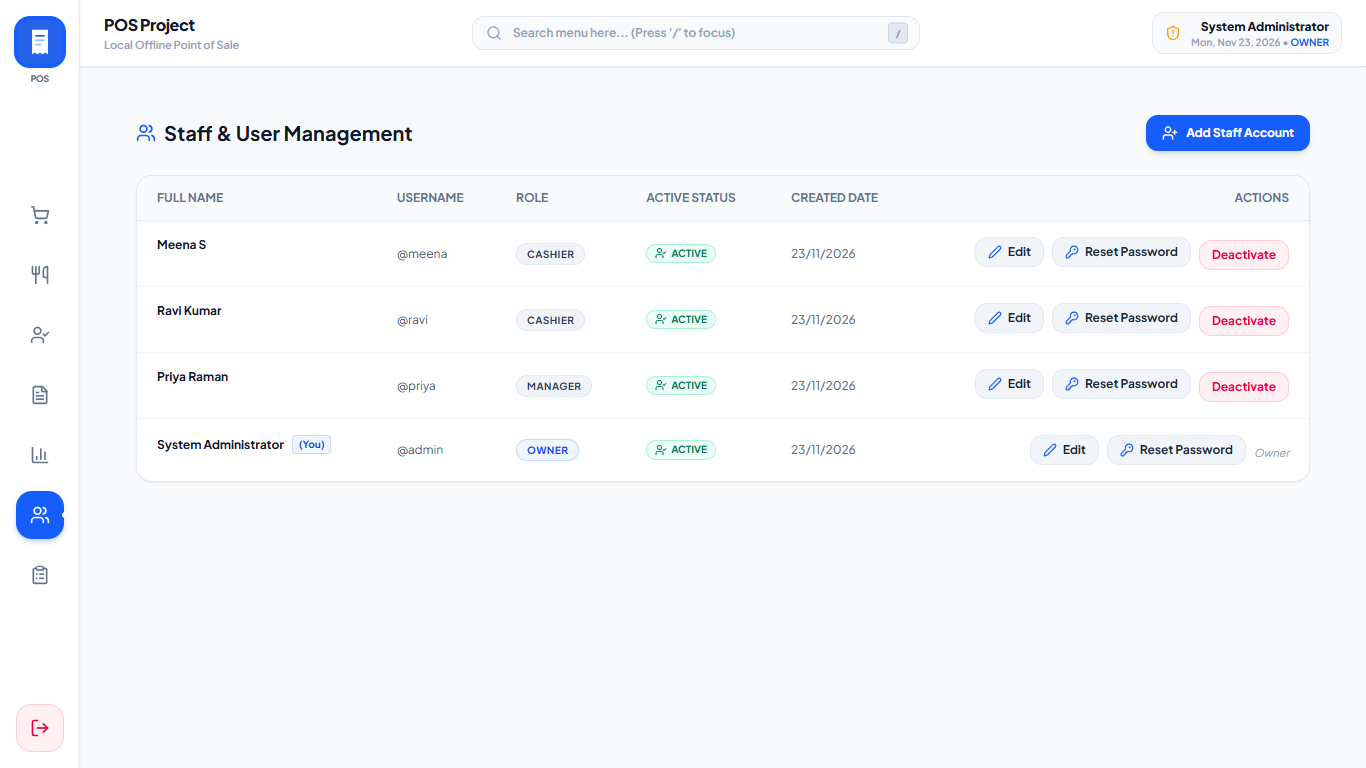 POS Project
Local Offline Point of Sale
Search menu here... (Press '/' to focus)
/
System Administrator
Mon, Nov 23, 2026 • OWNER
POS
Staff & User Management
Add Staff Account
FULL NAME USERNAME ROLE ACTIVE STATUS CREATED DATE ACTIONS
Meena S @meena CASHIER ACTIVE 23/11/2026 Edit Reset Password Deactivate
Ravi Kumar @ravi CASHIER ACTIVE 23/11/2026 Edit Reset Password Deactivate
Priya Raman @priya MANAGER ACTIVE 23/11/2026 Edit Reset Password Deactivate
System Administrator (You) @admin OWNER ACTIVE 23/11/2026 Edit Reset Password Owner